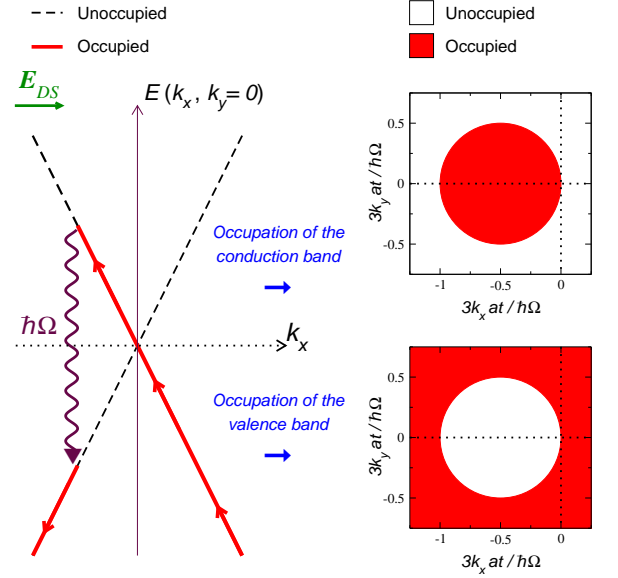 Unoccupied
Occupied
E_DS
E (k_x, k_y=0)
Occupation of the
conduction band
ħΩ
k_x
Occupation of the
valence band
Unoccupied
Occupied
0.5
0
-0.5
3k_y at / ħΩ
-1
-0.5
0
3k_x at / ħΩ
0.5
0
-0.5
3k_y at / ħΩ
-1
-0.5
0
3k_x at / ħΩ